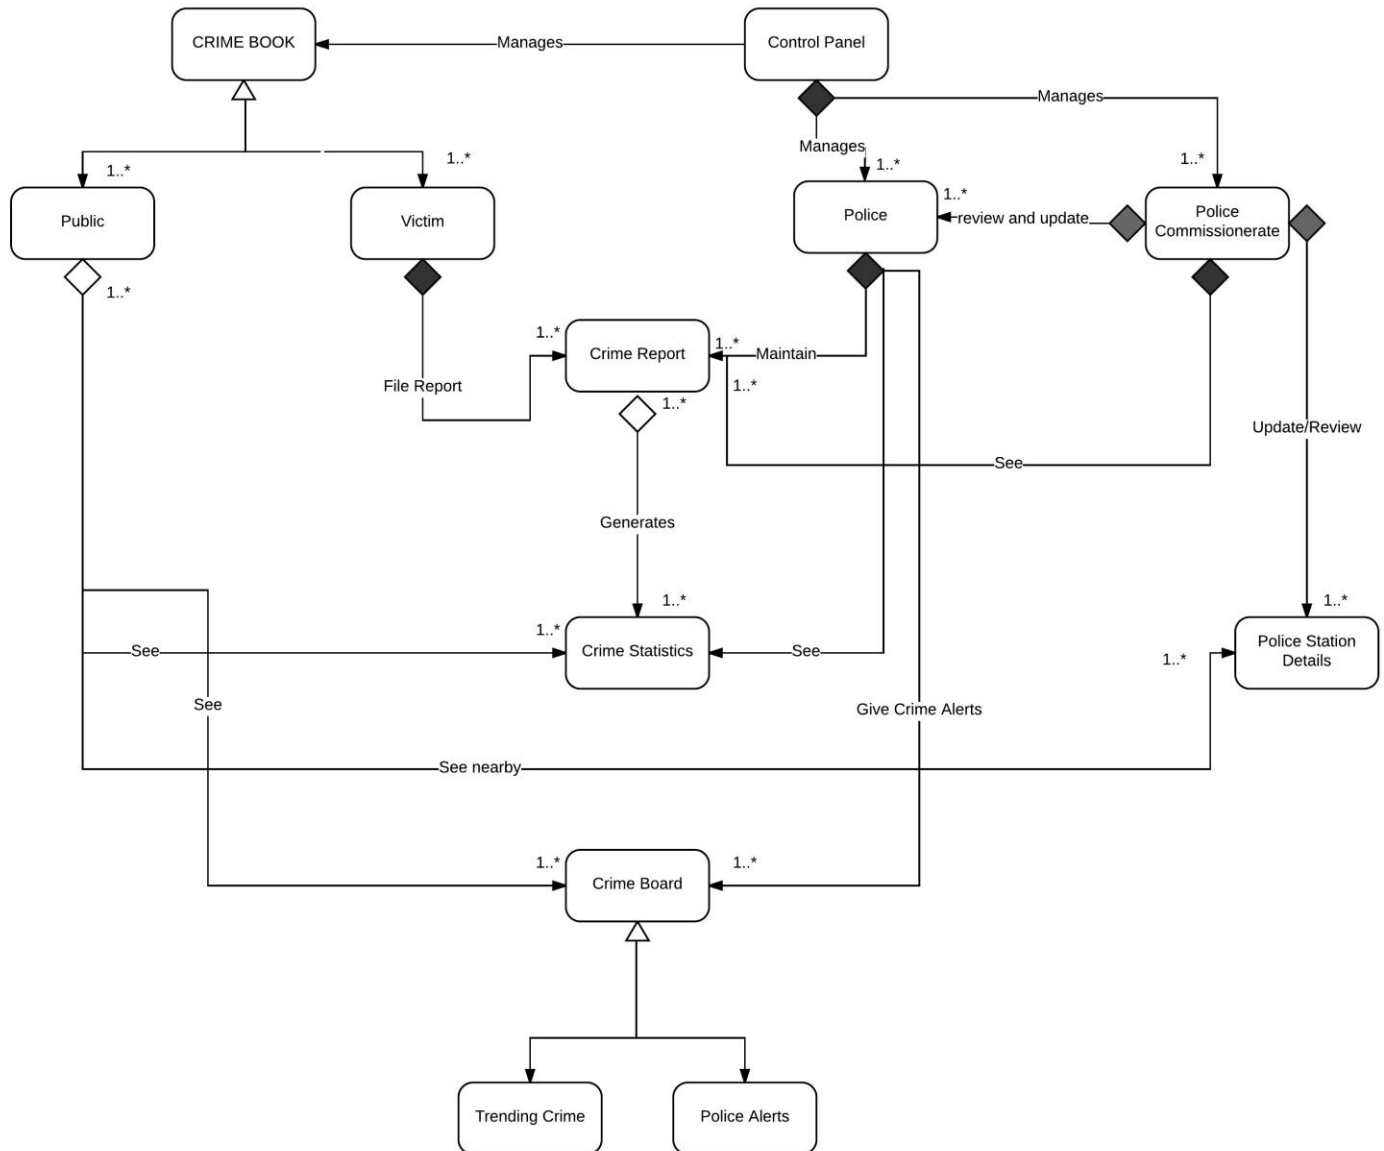 CRIME BOOK
Manages
Control Panel
Manages
Manages
1..*
1..*
1..*
1..*
1..*
Public
Victim
Police
review and update
Police
Commissionerate
1..*
1..*
Crime Report
1..*
Maintain
1..*
File Report
1..*
Update/Review
See
Generates
1..*
1..*
1..*
See
Crime Statistics
See
Police Station
Details
1..*
See
Give Crime Alerts
See nearby
1..*
1..*
Crime Board
Trending Crime
Police Alerts